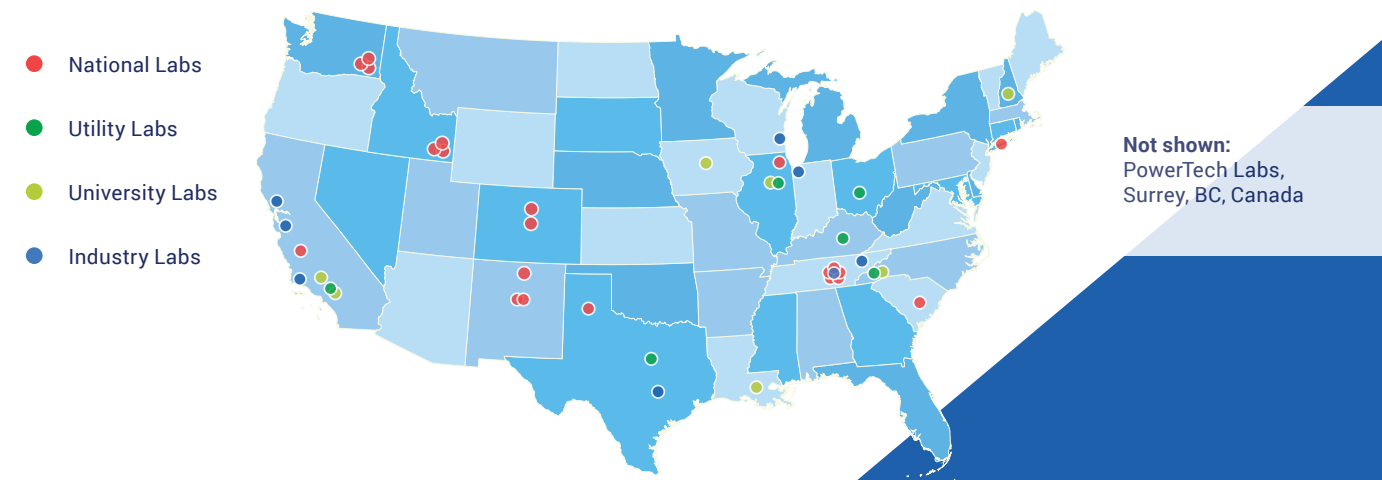 National Labs
Utility Labs
University Labs
Industry Labs
Not shown:
PowerTech Labs,
Surrey, BC, Canada